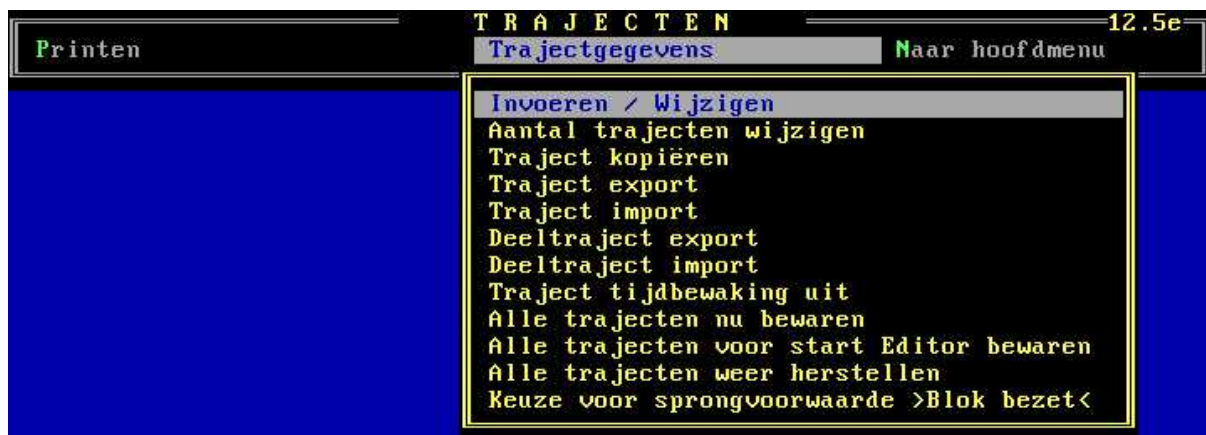 T R A J E C T E N 12.5e
Printen Trajectgegevens Naar hoofdmenu
Invoeren / Wijzigen
Aantal trajecten wijzigen
Traject kopiëren
Traject export
Traject import
Deeltraject export
Deeltraject import
Traject tijdbewaking uit
Alle trajecten nu bewaren
Alle trajecten voor start Editor bewaren
Alle trajecten weer herstellen
Keuze voor sprongvoorwaarde >Blok bezet<